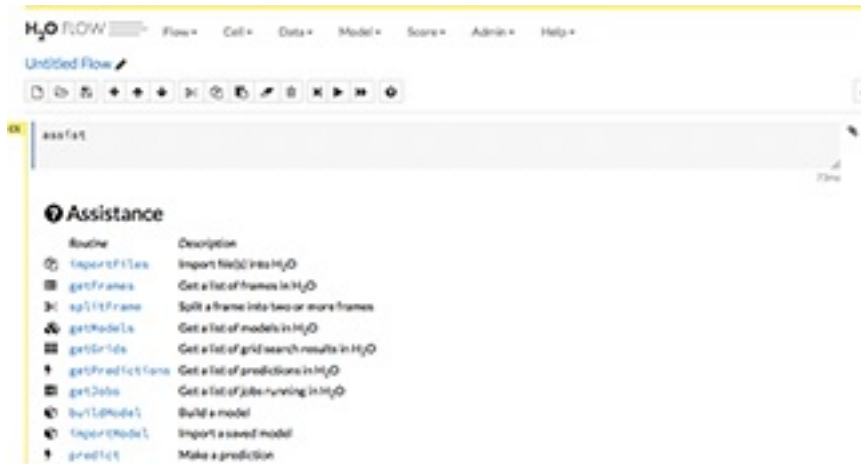 H2O FLOW Flow Cell Data Model Score Admin Help
Untitled Flow
CS
assist
73ms
Assistance
Routine Description
importFiles Import file(s) into H2O
getFrames Get a list of frames in H2O
splitFrame Split a frame into two or more frames
getModels Get a list of models in H2O
getGrids Get a list of grid search results in H2O
getPredictions Get a list of predictions in H2O
getJobs Get a list of jobs running in H2O
buildModel Build a model
importModel Import a saved model
predict Make a prediction